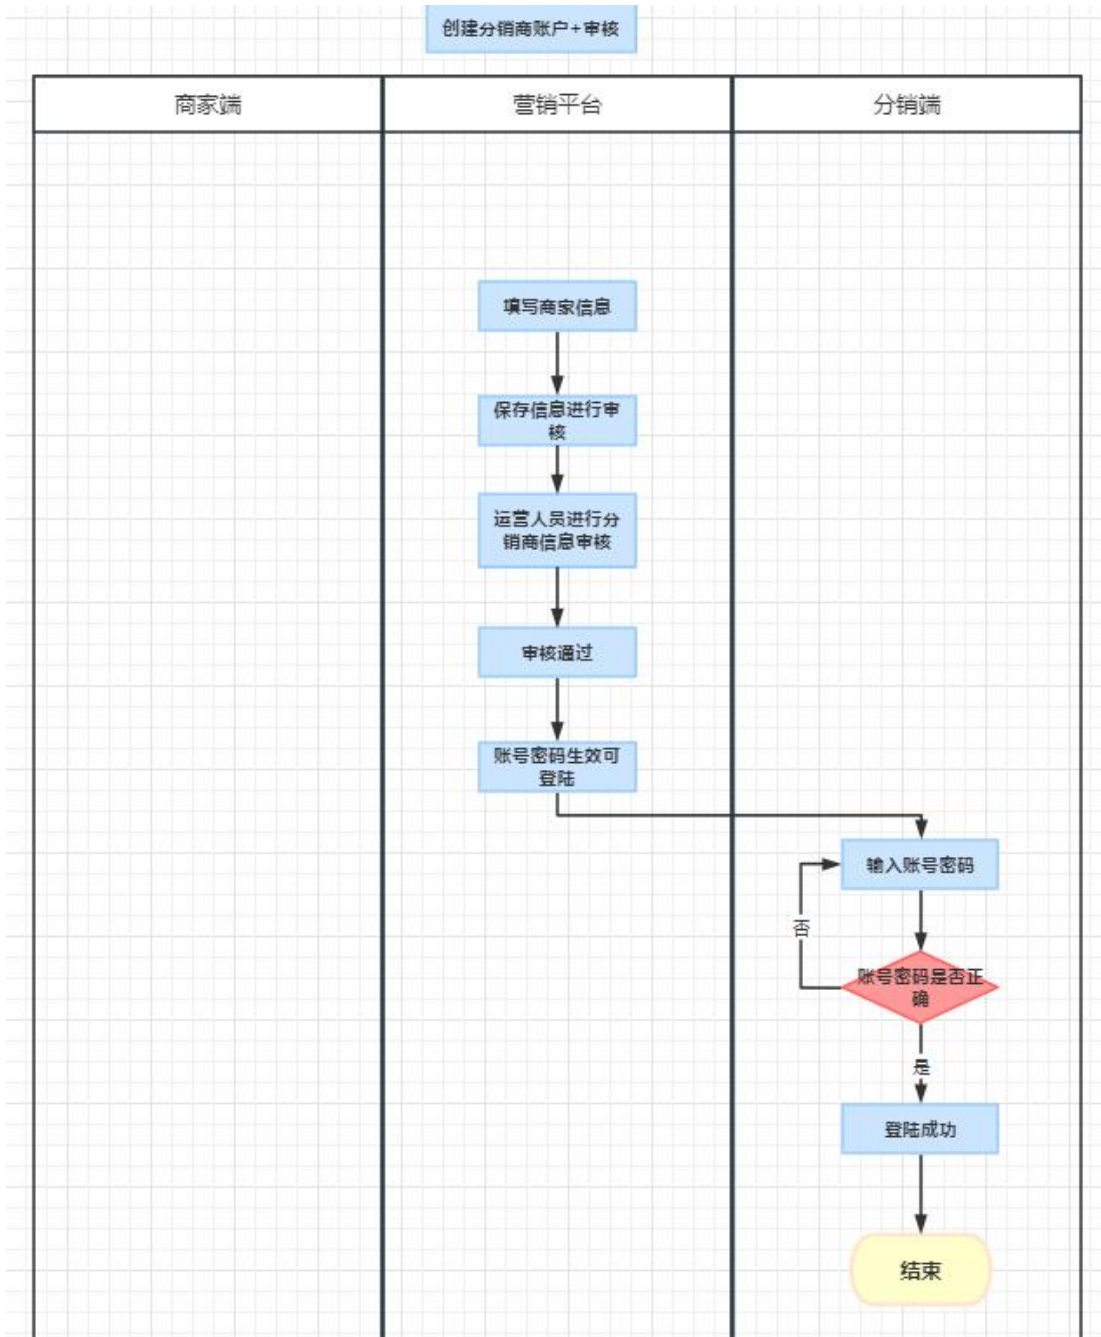 创建分销商账户+审核
商家端
营销平台
分销端
填写商家信息
保存信息进行审
核
运营人员进行分
销商信息审核
审核通过
账号密码生效可
登陆
输入账号密码
否
账号密码是否正
确
是
登陆成功
结束